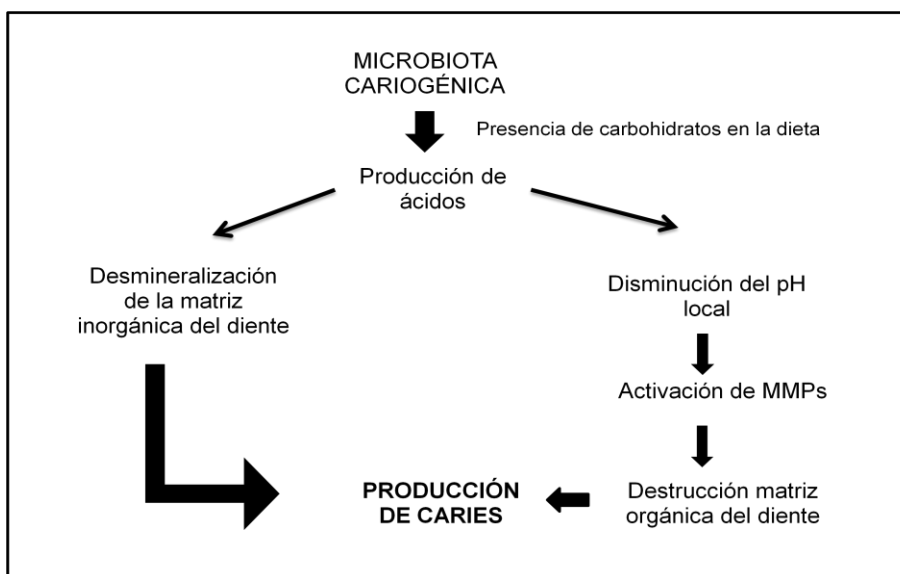 MICROBIOTA
CARIOGÉNICA
Presencia de carbohidratos en la dieta
Producción de
ácidos
Desmineralización
de la matriz
inorgánica del diente
Disminución del pH
local
Activación de MMPs
Destrucción matriz
orgánica del diente
PRODUCCIÓN
DE CARIES